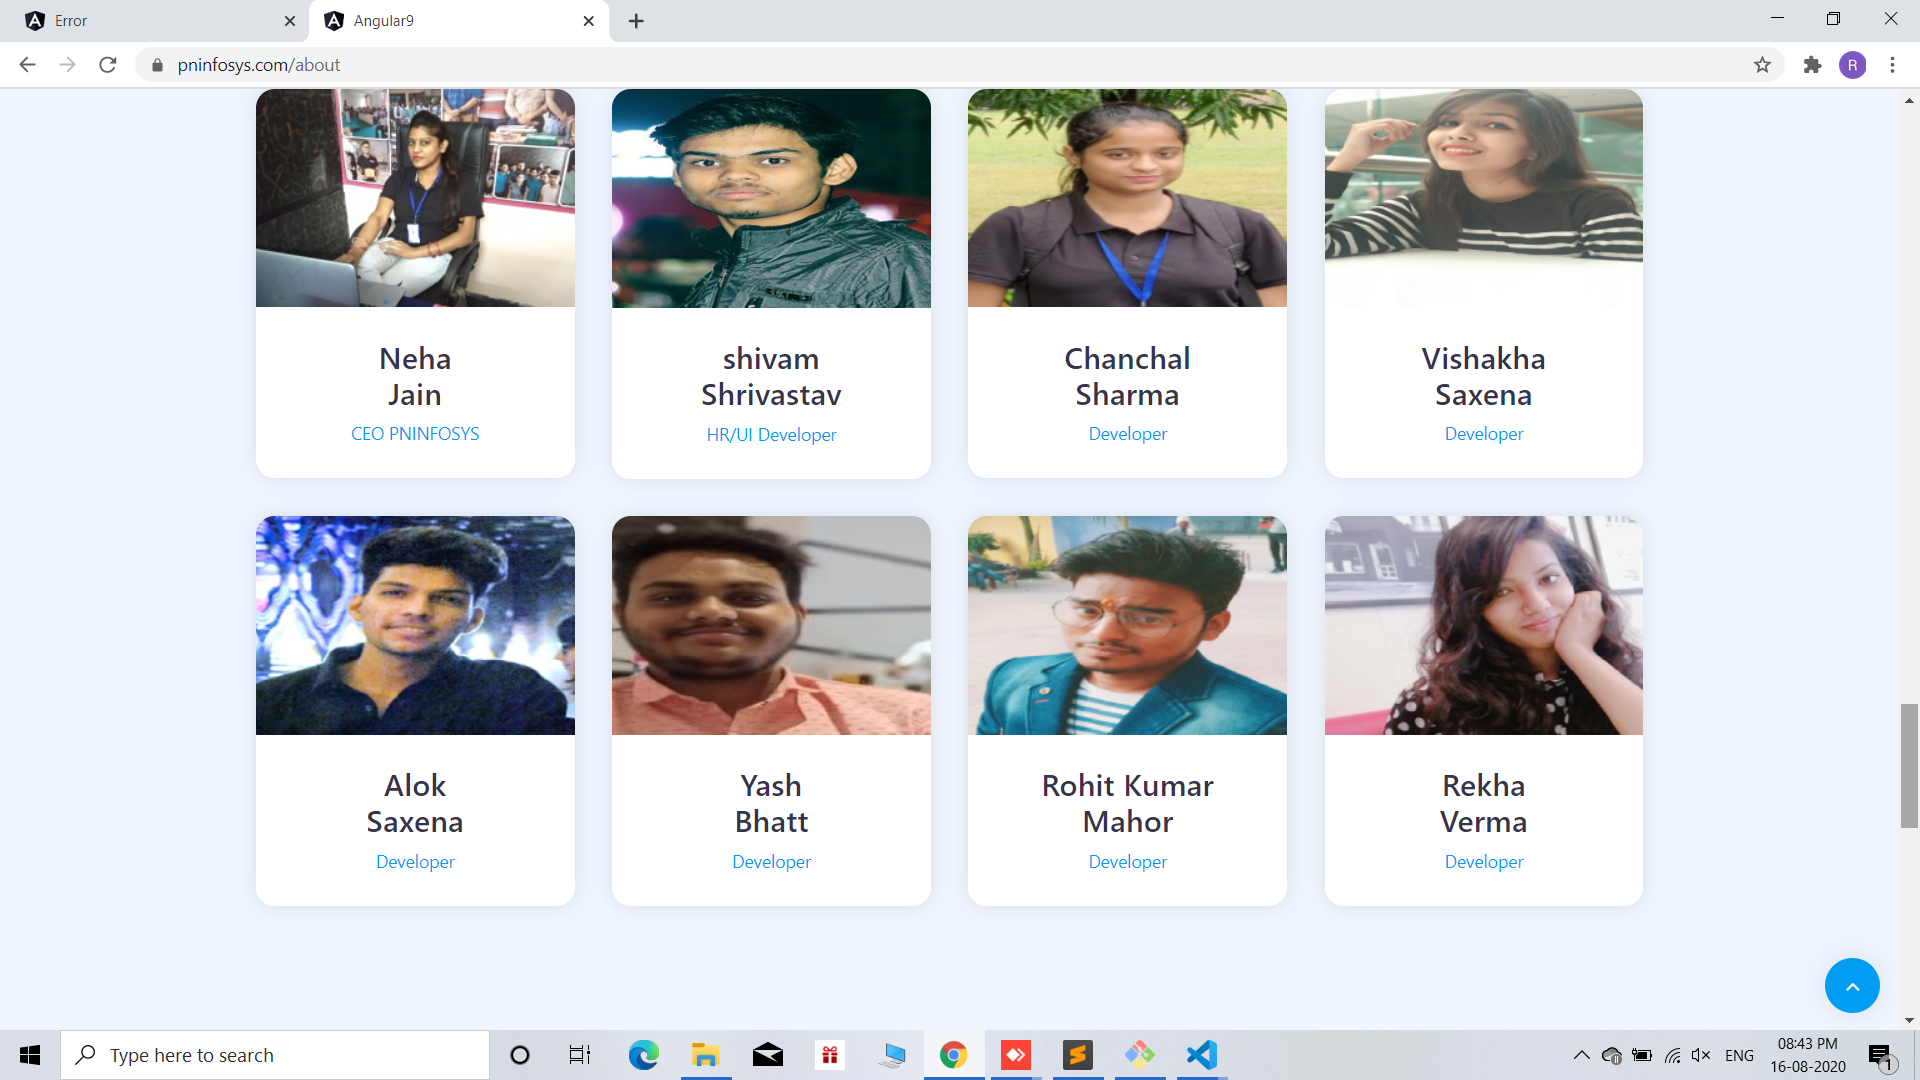 Error
Angular9
pninfosys.com/about
R
Neha
Jain
CEO PNINFOSYS
shivam
Shrivastav
HR/UI Developer
Chanchal
Sharma
Developer
Vishakha
Saxena
Developer
Alok
Saxena
Developer
Yash
Bhatt
Developer
Rohit Kumar
Mahor
Developer
Rekha
Verma
Developer
Type here to search
ENG
08:43 PM
16-08-2020
1